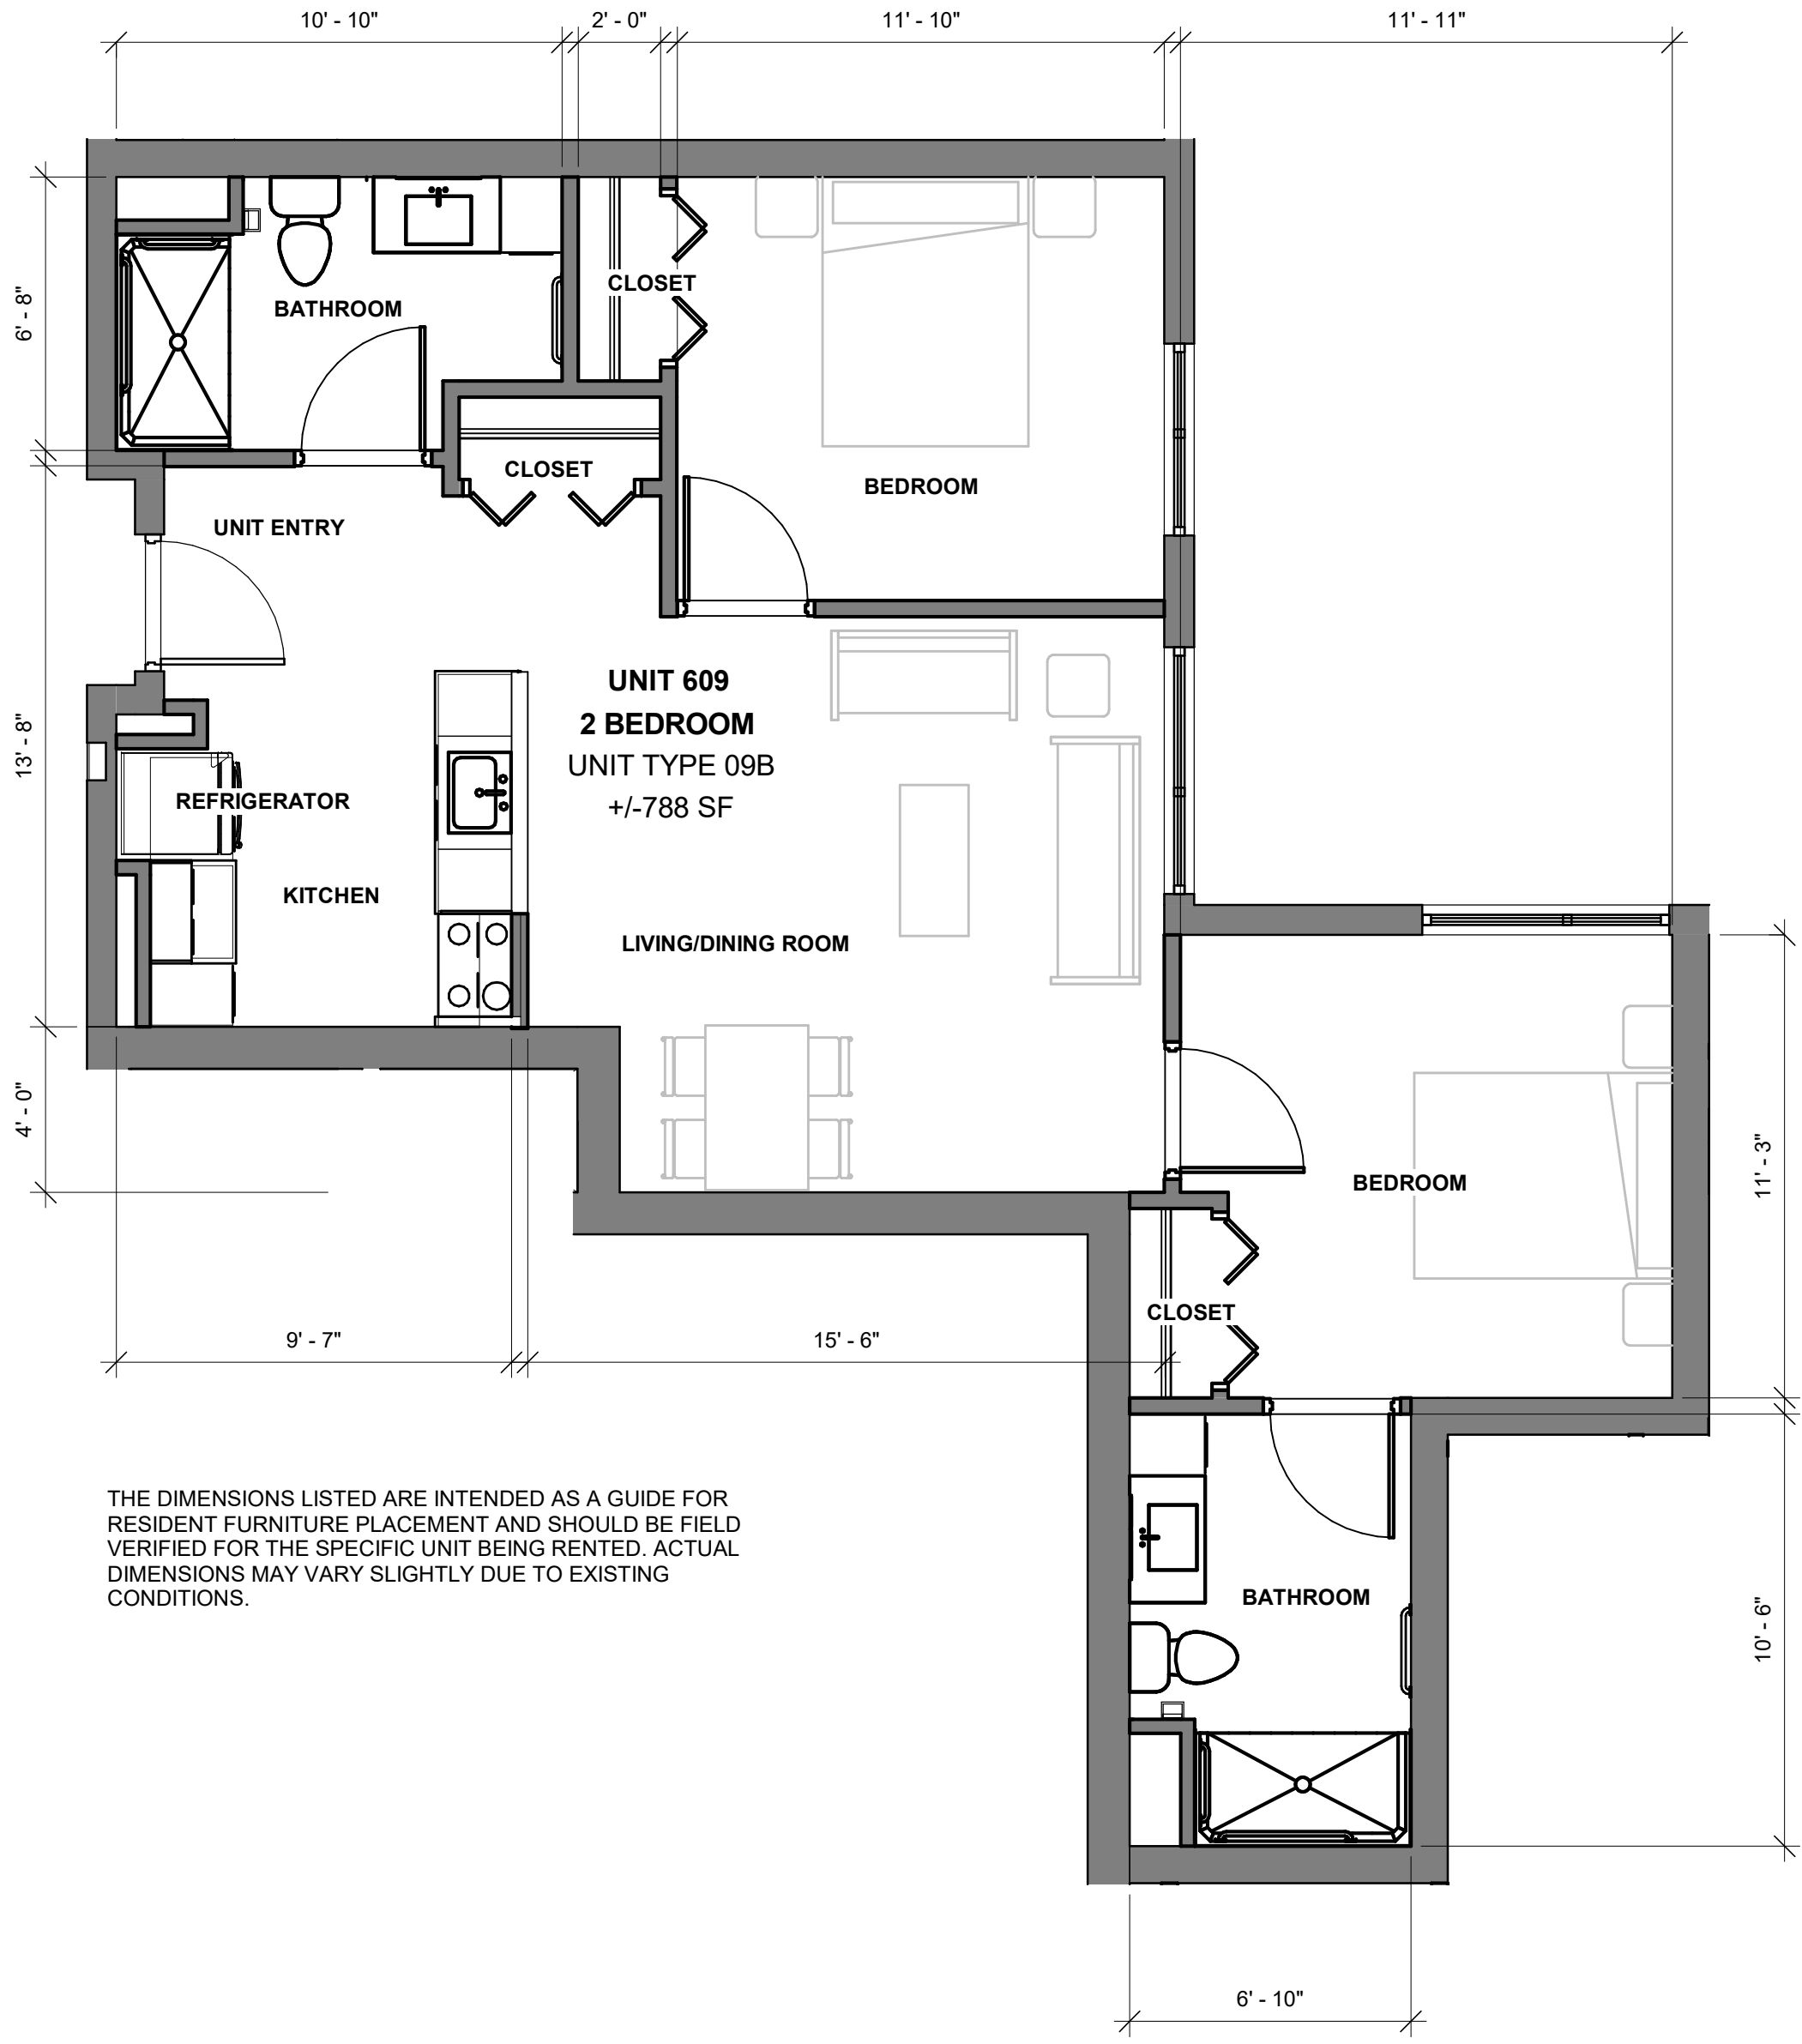 10' - 10"
2' - 0"
11' - 10"
11' - 11"
6' - 8"
CLOSET
BATHROOM
CLOSET
BEDROOM
UNIT ENTRY
UNIT 609
2 BEDROOM
UNIT TYPE 09B
+/-788 SF
13' - 8"
REFRIGERATOR
KITCHEN
LIVING/DINING ROOM
4' - 0"
11' - 3"
BEDROOM
CLOSET
9' - 7"
15' - 6"
THE DIMENSIONS LISTED ARE INTENDED AS A GUIDE FOR
RESIDENT FURNITURE PLACEMENT AND SHOULD BE FIELD
VERIFIED FOR THE SPECIFIC UNIT BEING RENTED. ACTUAL
DIMENSIONS MAY VARY SLIGHTLY DUE TO EXISTING
CONDITIONS.
BATHROOM
10' - 6"
6' - 10"